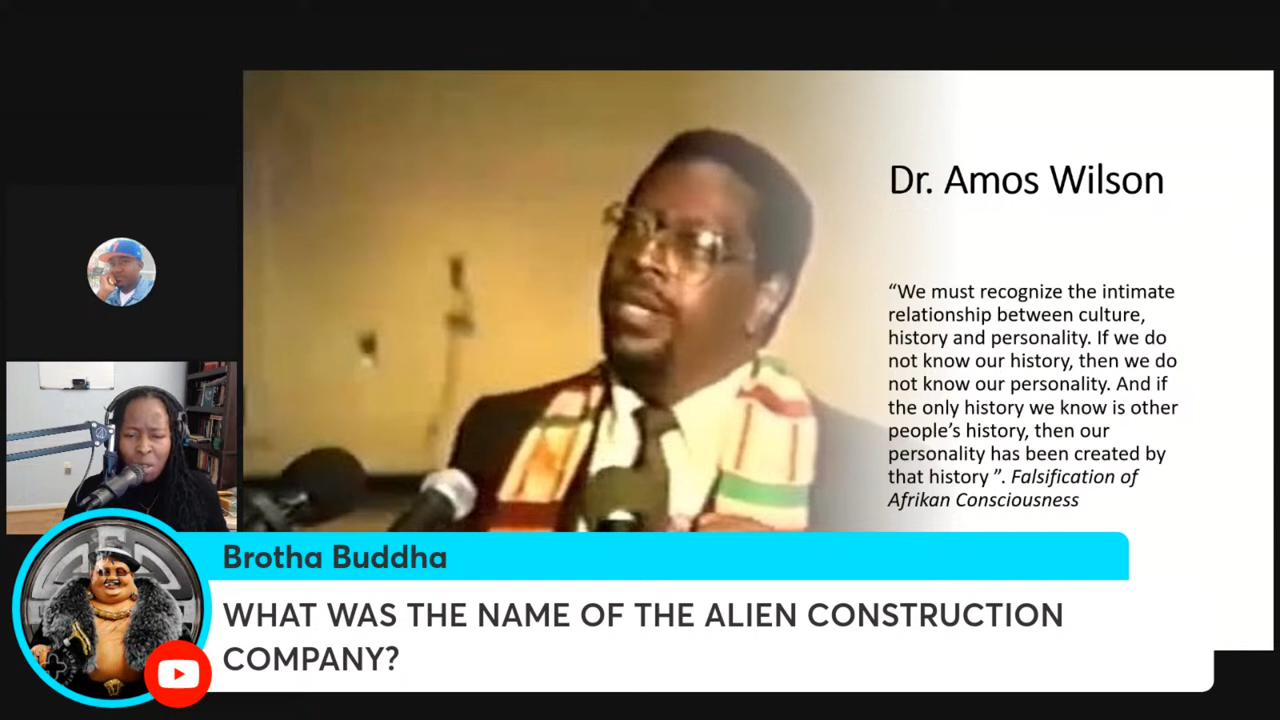 Dr. Amos Wilson
“We must recognize the intimate
relationship between culture,
history and personality. If we do
not know our history, then we do
not know our personality. And if
the only history we know is other
people’s history, then our
personality has been created by
that history ”. Falsification of
Afrikan Consciousness
Brotha Buddha
WHAT WAS THE NAME OF THE ALIEN CONSTRUCTION
COMPANY?